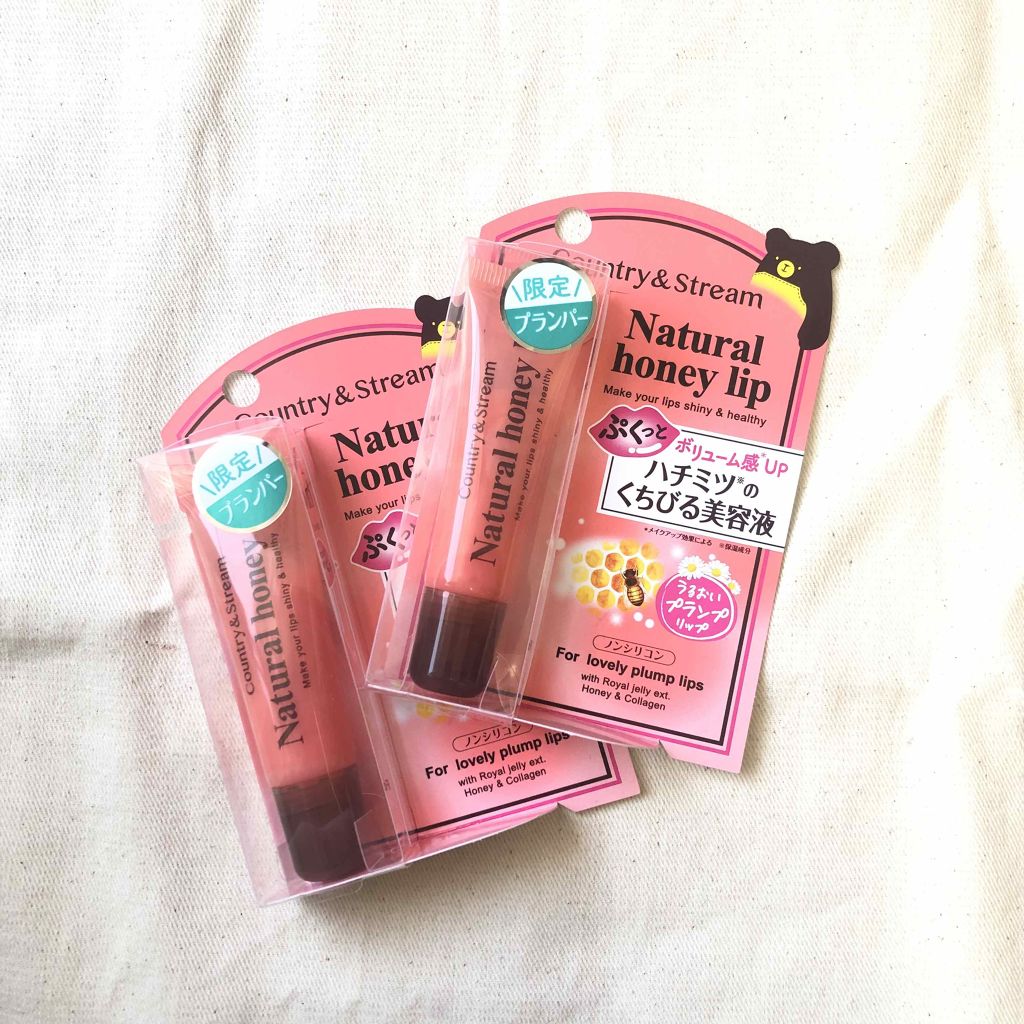 Country & Stream
Natural
honey lip
Make your lips shiny & healthy
ぷくっと
ボリューム感*UP
ハチミツ※の
くちびる美容液
*メイクアップ効果による ※保湿成分
うるおい
プランプ
リップ
ノンシリコン
For lovely plump lips
with Royal jelly ext.
Honey & Collagen
限定
プランパー
Country&Stream
Natural honey
Make your lips shiny & healthy
Country & Stream
Natu
hone
Make your lips
ぷくっ
ノンシリコン
For lovely plump lips
with Royal jelly ext.
Honey & Collagen
限定
プランパー
Country&Stream
Natural honey
Make your lips shiny & healthy